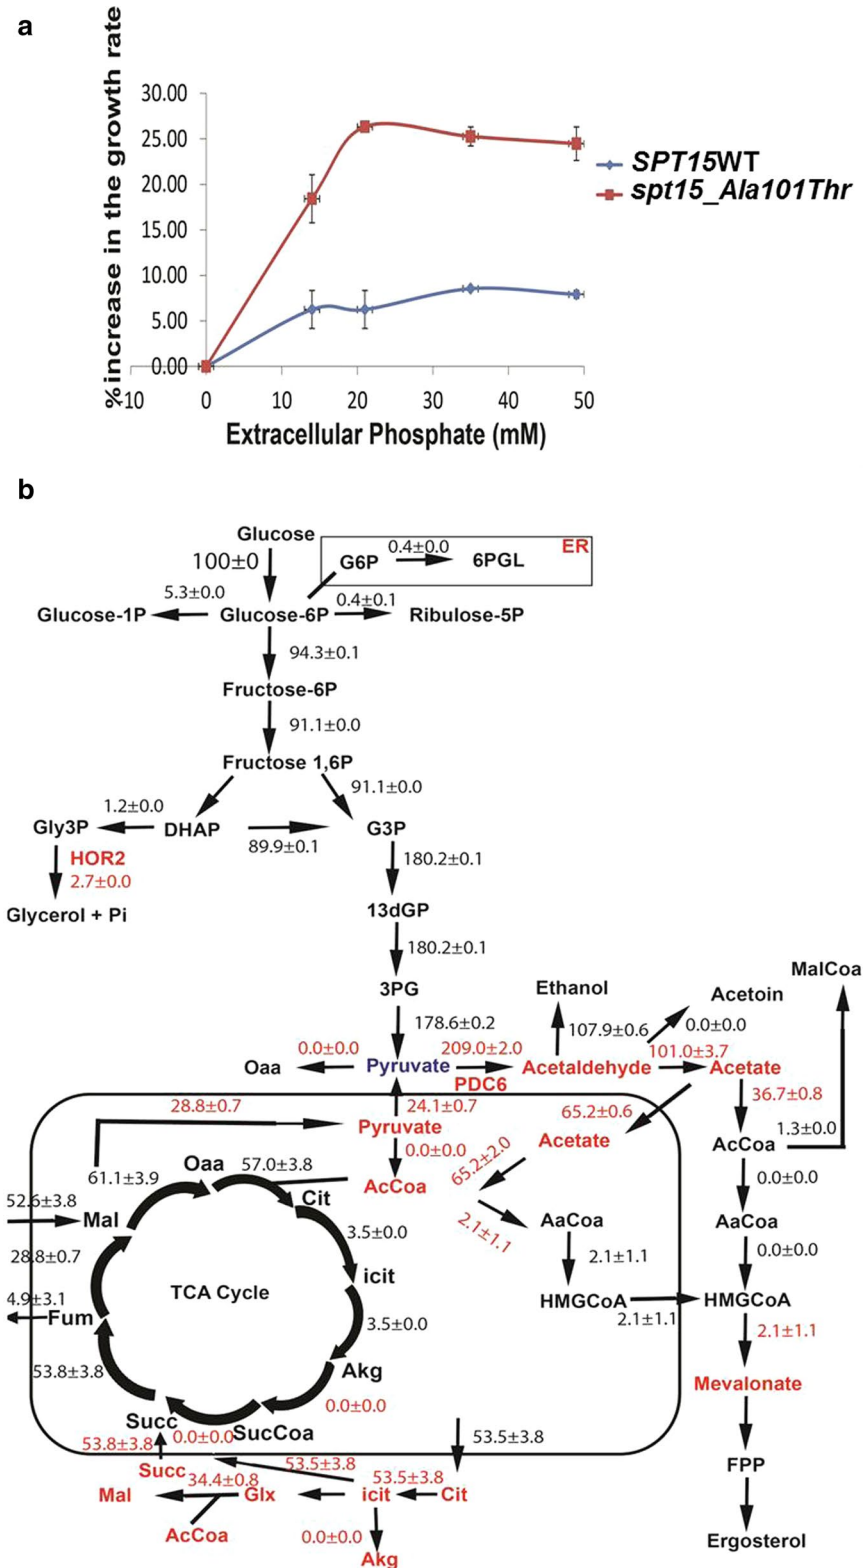 a
%increase in the growth rate
30.00
25.00
20.00
15.00
10.00
5.00
0.00
-10 0 10 20 30 40 50
Extracellular Phosphate (mM)
SPT15WT
spt15_Ala101Thr
b
Glucose
ER
100±0
G6P 0.4±0.0 6PGL
5.3±0.0
0.4±0.1
Glucose-1P Glucose-6P Ribulose-5P
94.3±0.1
Fructose-6P
91.1±0.0
Fructose 1,6P
91.1±0.0
1.2±0.0
Gly3P DHAP G3P
89.9±0.1
HOR2
2.7±0.0
180.2±0.1
Glycerol + Pi
13dGP
180.2±0.1
3PG
178.6±0.2
Ethanol
Acetoin
MalCoa
107.9±0.6
0.0±0.0
0.0±0.0
209.0±2.0
101.0±3.7
Oaa Pyruvate Acetaldehyde Acetate
PDC6
36.7±0.8
28.8±0.7
24.1±0.7
65.2±0.6
Pyruvate
Acetate
1.3±0.0
0.0±0.0
AcCoa
61.1±3.9
Oaa
57.0±3.8
AcCoa
65.2±2.0
0.0±0.0
Cit
52.6±3.8
Mal
2.1±1.1
AaCoa
AaCoa
3.5±0.0
28.8±0.7
2.1±1.1
0.0±0.0
icit
TCA Cycle
HMGCoA
HMGCoA
4.9±3.1
Fum
3.5±0.0
2.1±1.1
2.1±1.1
53.8±3.8
Akg
Mevalonate
0.0±0.0
Succ
SucCoa
0.0±0.0
53.8±3.8
53.5±3.8
FPP
Succ
53.5±3.8
34.4±0.8
53.5±3.8
Mal Glx icit Cit
AcCoa
0.0±0.0
Akg
Ergosterol